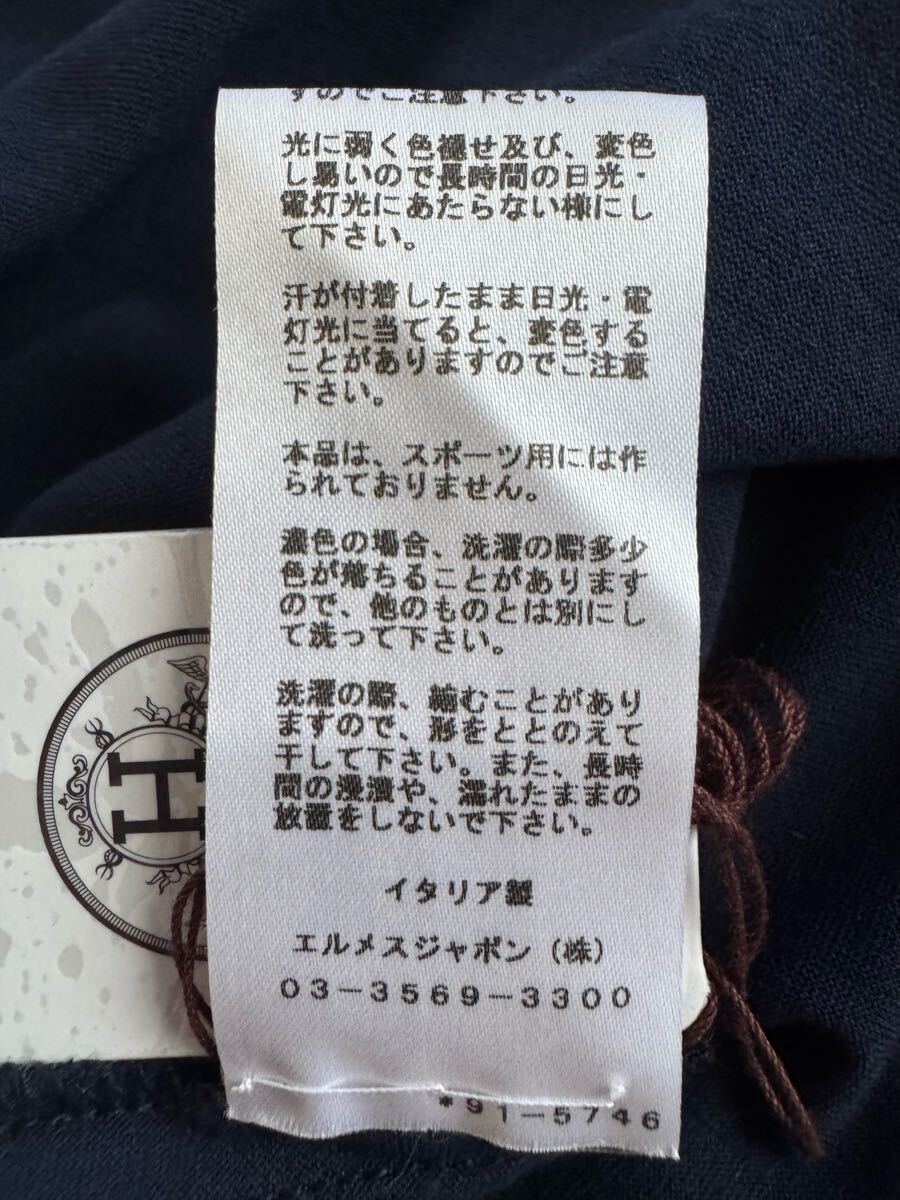 すのでご注意下さい。
光に弱く色褪せ及び、変色
し易いので長時間の日光・
電灯光にあたらない様にし
て下さい。
汗が付着したまま日光・電
灯光に当てると、変色する
ことがありますのでご注意
下さい。
本品は、スポーツ用には作
られておりません。
濃色の場合、洗濯の際多少
色が落ちることがあります
ので、他のものとは別にし
て洗って下さい。
洗濯の際、縮むことがあり
ますので、形をととのえて
干して下さい。また、長時
間の浸漬や、濡れたままの
放置をしないで下さい。
イタリア製
エルメスジャポン(株)
03-3569-3300
*91-5746
H